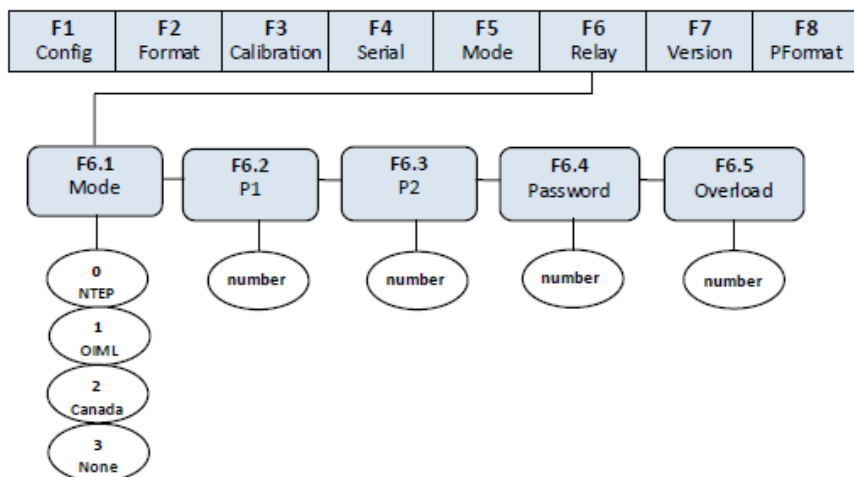 F1 F2 F3 F4 F5 F6 F7 F8
Config Format Calibration Serial Mode Relay Version PFormat
F6.1 F6.2 F6.3 F6.4 F6.5
Mode P1 P2 Password Overload
0
NTEP
number number number number
1
OIML
2
Canada
3
None